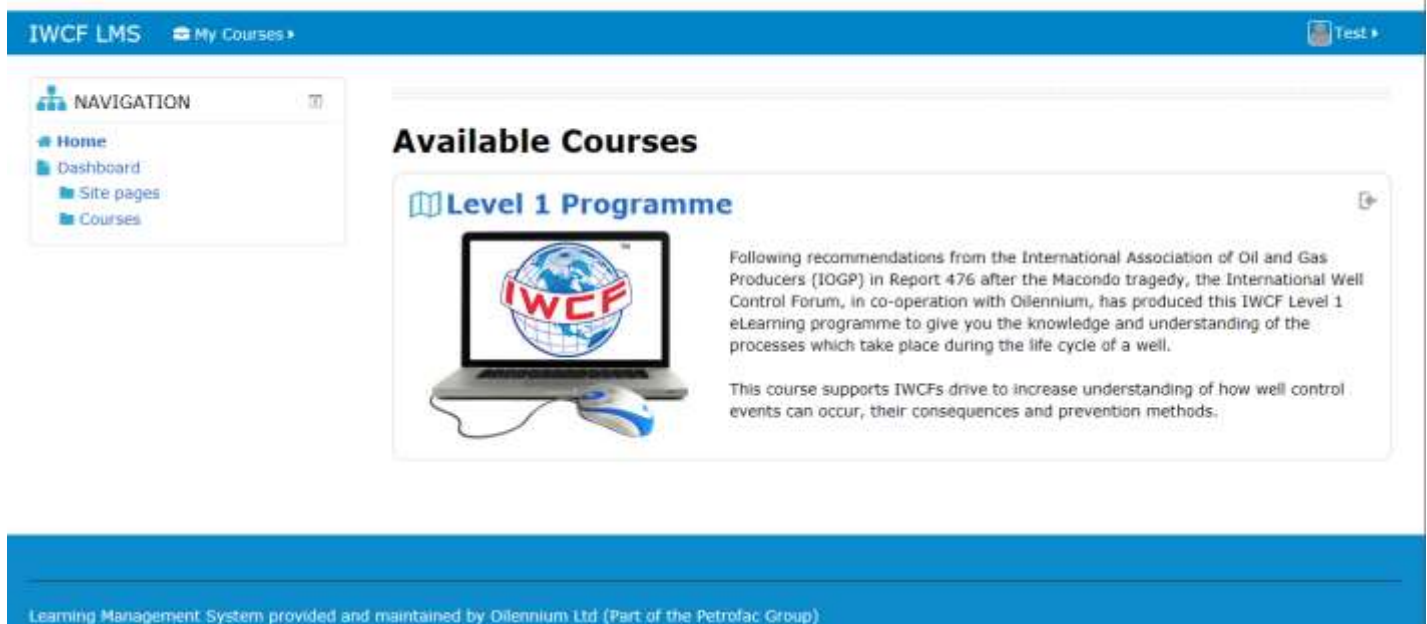 IWCF LMS My Courses Test
NAVIGATION
Home
Dashboard
Site pages
Courses
Available Courses
Level 1 Programme
IWCF
TM
Following recommendations from the International Association of Oil and Gas
Producers (IOGP) in Report 476 after the Macondo tragedy, the International Well
Control Forum, in co-operation with Oilennium, has produced this IWCF Level 1
eLearning programme to give you the knowledge and understanding of the
processes which take place during the life cycle of a well.
This course supports IWCFs drive to increase understanding of how well control
events can occur, their consequences and prevention methods.
Learning Management System provided and maintained by Oilennium Ltd (Part of the Petrofac Group)